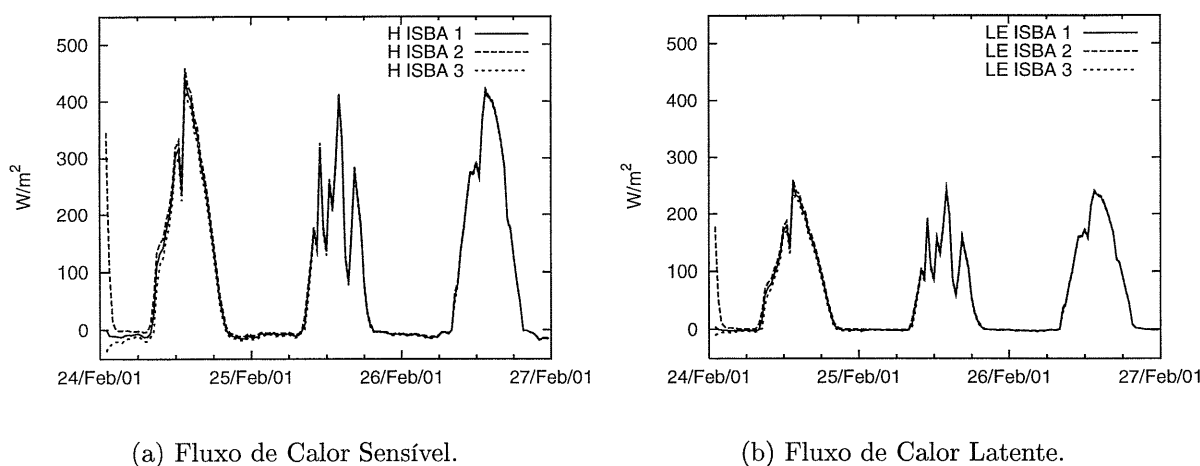 500
400
300
200
100
0
W/m²
H ISBA 1
H ISBA 2
H ISBA 3
24/Feb/01 25/Feb/01 26/Feb/01 27/Feb/01
(a) Fluxo de Calor Sensível.
500
400
300
200
100
0
W/m²
LE ISBA 1
LE ISBA 2
LE ISBA 3
24/Feb/01 25/Feb/01 26/Feb/01 27/Feb/01
(b) Fluxo de Calor Latente.